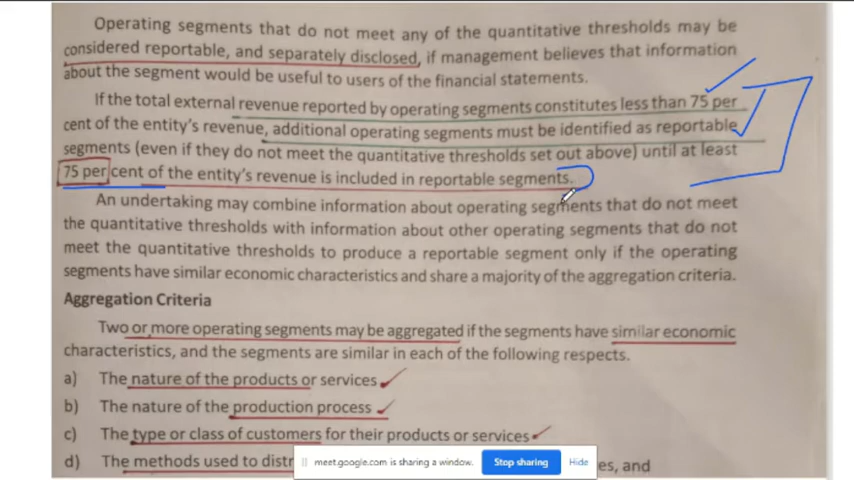 Operating segments that do not meet any of the quantitative thresholds may be
considered reportable, and separately disclosed, if management believes that information
about the segment would be useful to users of the financial statements.
If the total external revenue reported by operating segments constitutes less than 75 per
cent of the entity's revenue, additional operating segments must be identified as reportable
segments (even if they do not meet the quantitative thresholds set out above) until at least
75 per cent of the entity's revenue is included in reportable segments.
An undertaking may combine information about operating segments that do not meet
the quantitative thresholds with information about other operating segments that do not
meet the quantitative thresholds to produce a reportable segment only if the operating
segments have similar economic characteristics and share a majority of the aggregation criteria.
Aggregation Criteria
Two or more operating segments may be aggregated if the segments have similar economic
characteristics, and the segments are similar in each of the following respects.
a) The nature of the products or services
b) The nature of the production process
c) The type or class of customers for their products or services
d) The methods used to distr es, and
meet.google.com is sharing a window. Stop sharing Hide